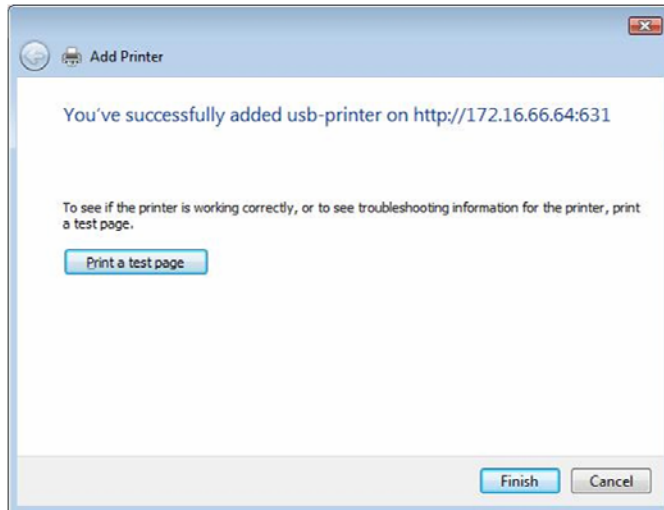 Add Printer
You've successfully added usb-printer on http://172.16.66.64:631
To see if the printer is working correctly, or to see troubleshooting information for the printer, print
a test page.
Print a test page
Finish
Cancel